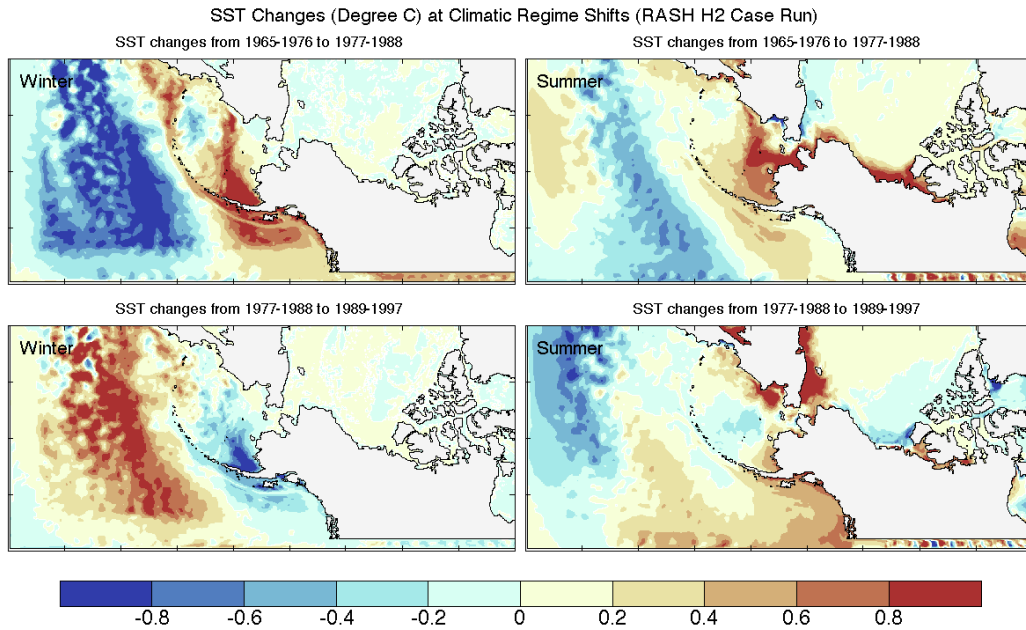 SST Changes (Degree C) at Climatic Regime Shifts (RASH H2 Case Run)
SST changes from 1965-1976 to 1977-1988
SST changes from 1965-1976 to 1977-1988
Winter
Summer
SST changes from 1977-1988 to 1989-1997
SST changes from 1977-1988 to 1989-1997
Winter
Summer
-0.8 -0.6 -0.4 -0.2 0 0.2 0.4 0.6 0.8